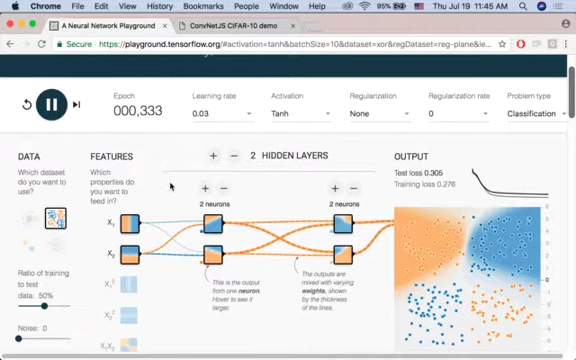 Chrome File Edit View History Bookmarks People Window Help 95% Thu Jul 19 11:45 AM
A Neural Network Playground ConvNetJS CIFAR-10 demo
Secure https://playground.tensorflow.org/#activation=tanh&batchSize=10&dataset=xor&regDataset=reg-plane&le...
Epoch Learning rate Activation Regularization Regularization rate Problem type
000,333 0.03 Tanh None 0 Classification
DATA FEATURES + − 2 HIDDEN LAYERS OUTPUT
Which dataset do you want to use?
Which properties do you want to feed in?
+ − + −
2 neurons 2 neurons
Test loss 0.305
Training loss 0.276
X1
X2
X1²
X2²
X1X2
Ratio of training to test data: 50%
Noise: 0
This is the output from one neuron. Hover to see it larger.
The outputs are mixed with varying weights, shown by the thickness of the lines.